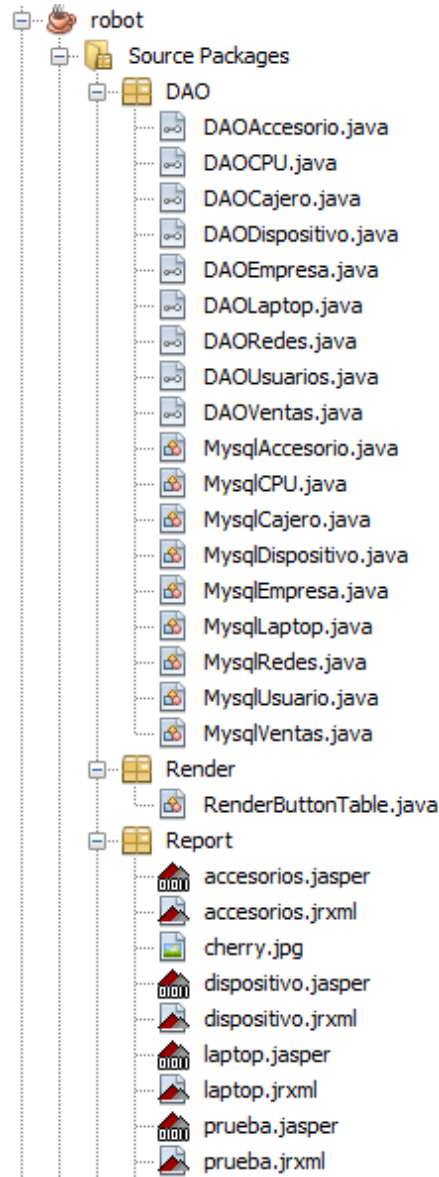 robot
Source Packages
DAO
DAOAccesorio.java
DAOCPU.java
DAOCajero.java
DAODispositivo.java
DAOEmpresa.java
DAOLaptop.java
DAORedes.java
DAOUsuarios.java
DAOVentas.java
MysqlAccesorio.java
MysqlCPU.java
MysqlCajero.java
MysqlDispositivo.java
MysqlEmpresa.java
MysqlLaptop.java
MysqlRedes.java
MysqlUsuario.java
MysqlVentas.java
Render
RenderButtonTable.java
Report
accesorios.jasper
accesorios.jrxml
cherry.jpg
dispositivo.jasper
dispositivo.jrxml
laptop.jasper
laptop.jrxml
prueba.jasper
prueba.jrxml